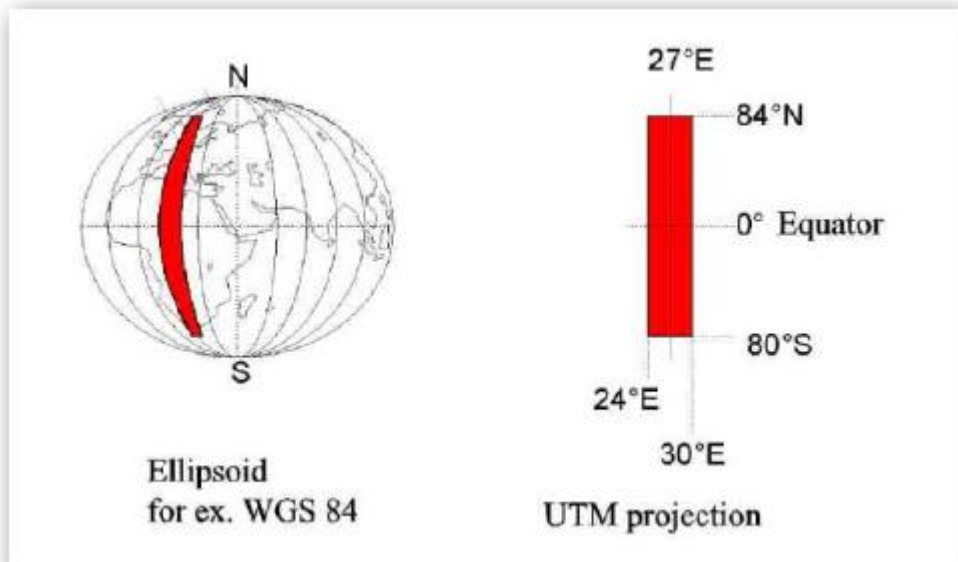 N
S
Ellipsoid
for ex. WGS 84
27°E
84°N
0° Equator
80°S
24°E
30°E
UTM projection